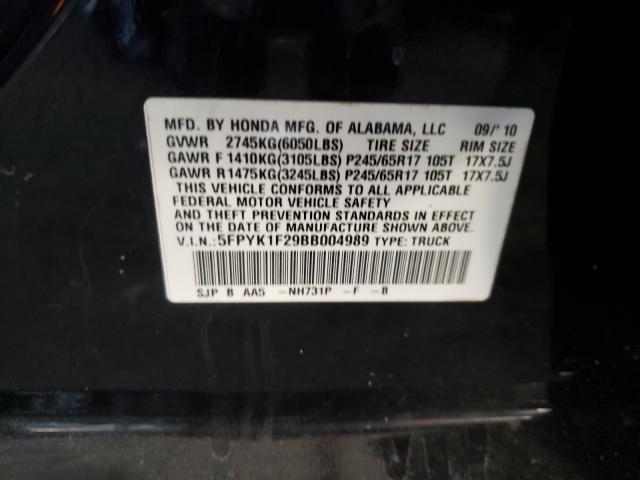 MFD. BY HONDA MFG. OF ALABAMA, LLC 09/'10
GVWR 2745KG(6050LBS) TIRE SIZE RIM SIZE
GAWR F 1410KG(3105LBS) P245/65R17 105T 17X7.5J
GAWR R 1475KG(3245LBS) P245/65R17 105T 17X7.5J
THIS VEHICLE CONFORMS TO ALL APPLICABLE
FEDERAL MOTOR VEHICLE SAFETY
AND THEFT PREVENTION STANDARDS IN EFFECT
ON THE DATE OF MANUFACTURE SHOWN ABOVE.
V.I.N.: 5FPYK1F29BB004989 TYPE: TRUCK
SJP B AA5 -NH731P -F -B